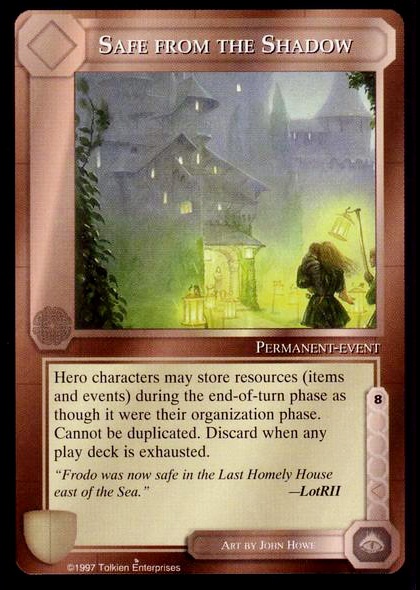 SAFE FROM THE SHADOW
PERMANENT-EVENT
Hero characters may store resources (items
and events) during the end-of-turn phase as
though it were their organization phase.
Cannot be duplicated. Discard when any
play deck is exhausted.
“Frodo was now safe in the Last Homely House
east of the Sea.” —LotRII
8
ART BY JOHN HOWE
©1997 Tolkien Enterprises